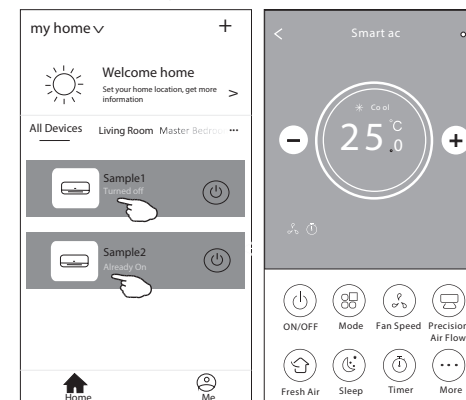 my home
+
Welcome home
Set your home location, get more
information
>
All Devices
Living Room
Master
...
Sample1
Turned off
Sample2
Already On
Home
Me
<
Smart ac
Cool
25.0
°C
−
+
ON/OFF
Mode
Fan Speed
Precision
Air Flow
Fresh Air
Sleep
Timer
More